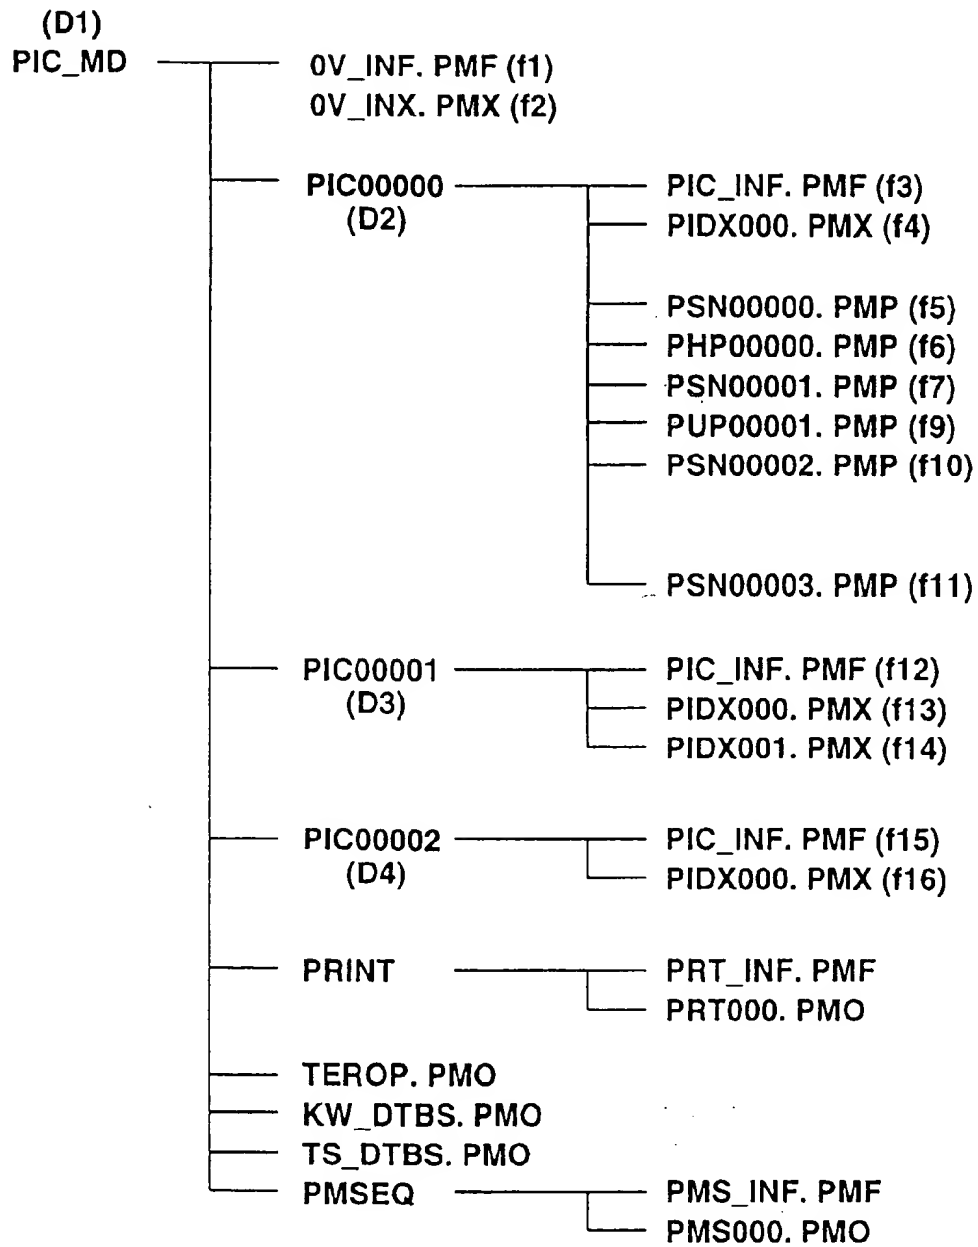 (D1)
PIC_MD
0V_INF. PMF (f1)
0V_INX. PMX (f2)
PIC00000
(D2)
PIC_INF. PMF (f3)
PIDX000. PMX (f4)
PSN00000. PMP (f5)
PHP00000. PMP (f6)
PSN00001. PMP (f7)
PUP00001. PMP (f9)
PSN00002. PMP (f10)
PSN00003. PMP (f11)
PIC00001
(D3)
PIC_INF. PMF (f12)
PIDX000. PMX (f13)
PIDX001. PMX (f14)
PIC00002
(D4)
PIC_INF. PMF (f15)
PIDX000. PMX (f16)
PRINT
PRT_INF. PMF
PRT000. PMO
TEROP. PMO
KW_DTBS. PMO
TS_DTBS. PMO
PMSEQ
PMS_INF. PMF
PMS000. PMO